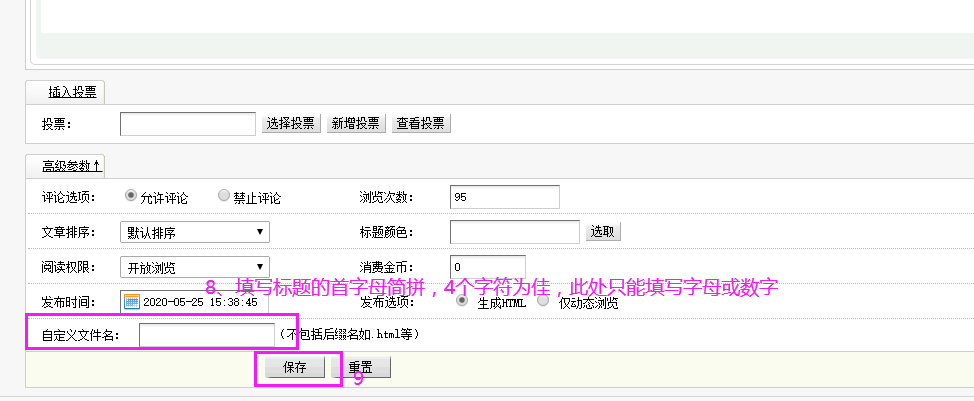 插入投票
投票： 选择投票 新增投票 查看投票
高级参数↑
评论选项： 允许评论 禁止评论 浏览次数： 95
文章排序： 默认排序 标题颜色： 选取
阅读权限： 开放浏览 消费金币： 0
8、填写标题的首字母简拼，4个字符为佳，此处只能填写字母或数字
发布时间： 2020-05-25 15:38:45 发布选项： 生成HTML 仅动态浏览
自定义文件名： （不包括后缀名如.html等）
保存 重置
9